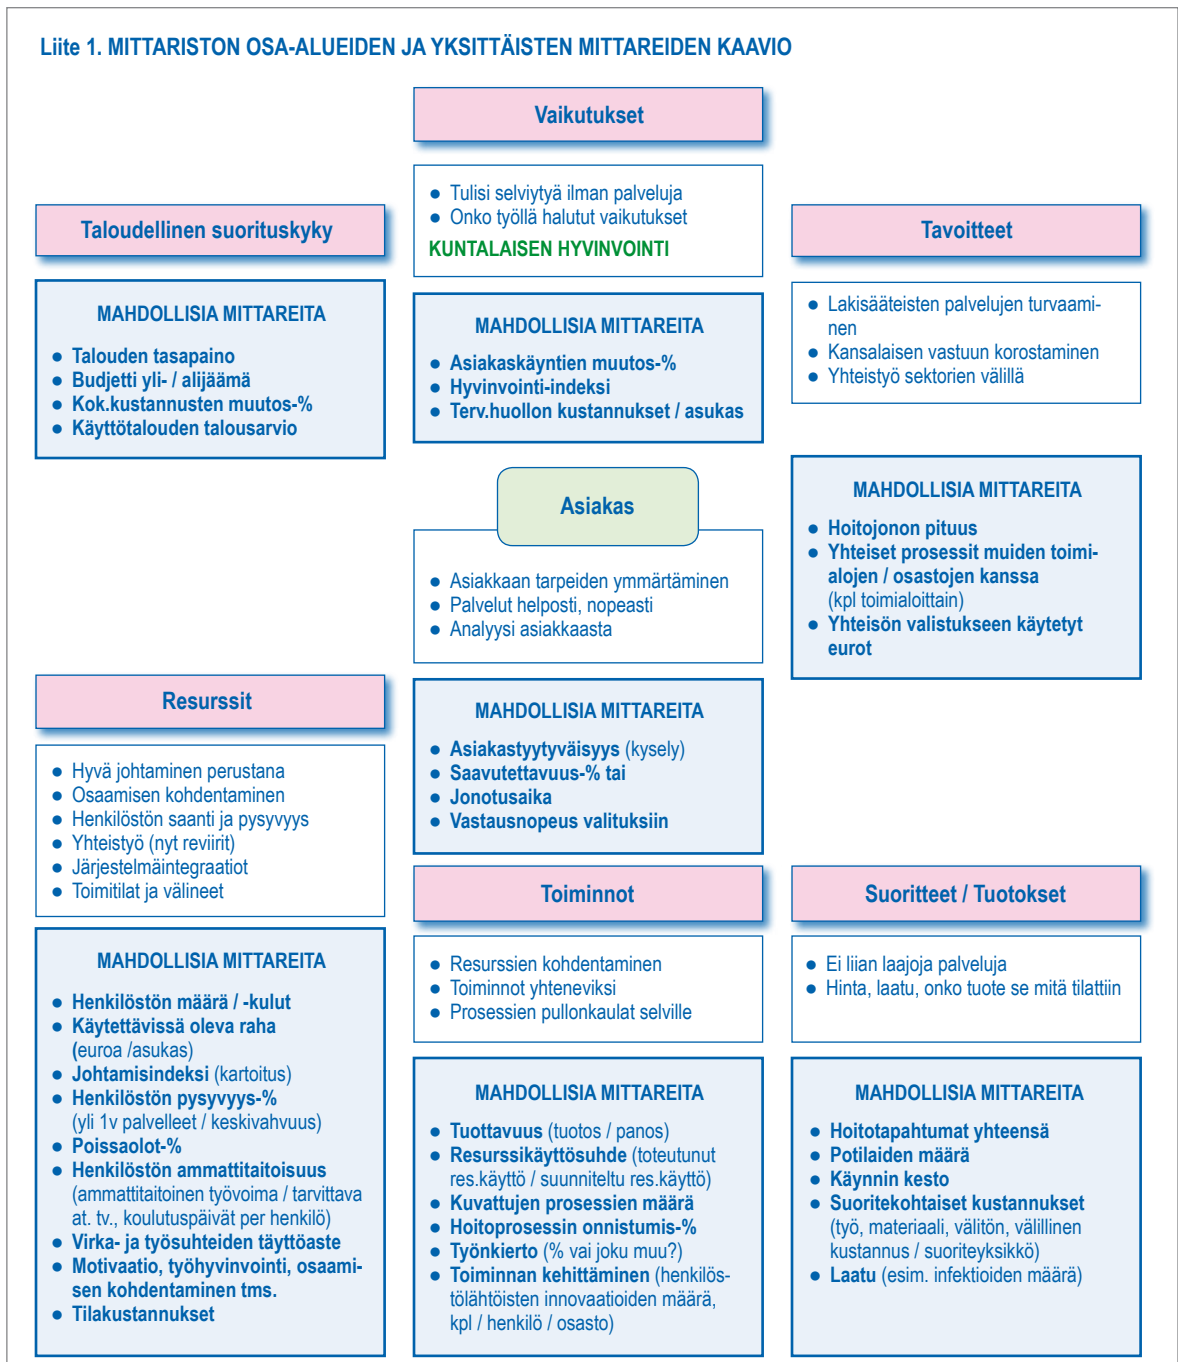 Liite 1. MITTARISTON OSA-ALUEIDEN JA YKSITTÄISTEN MITTAREIDEN KAAVIO
Vaikutukset
● Tulisi selviytyä ilman palveluja
● Onko työllä halutut vaikutukset
KUNTALAISEN HYVINVOINTI
MAHDOLLISIA MITTAREITA
● Asiakaskäyntien muutos-%
● Hyvinvointi-indeksi
● Terv.huollon kustannukset / asukas
Taloudellinen suorituskyky
MAHDOLLISIA MITTAREITA
● Talouden tasapaino
● Budjetti yli- / alijäämä
● Kok.kustannusten muutos-%
● Käyttötalouden talousarvio
Tavoitteet
● Lakisääteisten palvelujen turvaami-
nen
● Kansalaisen vastuun korostaminen
● Yhteistyö sektorien välillä
MAHDOLLISIA MITTAREITA
● Hoitojonon pituus
● Yhteiset prosessit muiden toimi-
alojen / osastojen kanssa
(kpl toimialoittain)
● Yhteisön valistukseen käytetyt
eurot
Asiakas
● Asiakkaan tarpeiden ymmärtäminen
● Palvelut helposti, nopeasti
● Analyysi asiakkaasta
MAHDOLLISIA MITTAREITA
● Asiakastyytyväisyys (kysely)
● Saavutettavuus-% tai
● Jonotusaika
● Vastausnopeus valituksiin
Resurssit
● Hyvä johtaminen perustana
● Osaamisen kohdentaminen
● Henkilöstön saanti ja pysyvyys
● Yhteistyö (nyt reviirit)
● Järjestelmäintegraatiot
● Toimitilat ja välineet
MAHDOLLISIA MITTAREITA
● Henkilöstön määrä / -kulut
● Käytettävissä oleva raha
(euroa /asukas)
● Johtamisindeksi (kartoitus)
● Henkilöstön pysyvyys-%
(yli 1v palvelleet / keskivahvuus)
● Poissaolot-%
● Henkilöstön ammattitaitoisuus
(ammattitaitoinen työvoima / tarvittava
at. tv., koulutuspäivät per henkilö)
● Virka- ja työsuhteiden täyttöaste
● Motivaatio, työhyvinvointi, osaami-
sen kohdentaminen tms.
● Tilakustannukset
Toiminnot
● Resurssien kohdentaminen
● Toiminnot yhteneviksi
● Prosessien pullonkaulat selville
MAHDOLLISIA MITTAREITA
● Tuottavuus (tuotos / panos)
● Resurssikäyttösuhde (toteutunut
res.käyttö / suunniteltu res.käyttö)
● Kuvattujen prosessien määrä
● Hoitoprosessin onnistumis-%
● Työnkierto (% vai joku muu?)
● Toiminnan kehittäminen (henkilös-
tölähtöisten innovaatioiden määrä,
kpl / henkilö / osasto)
Suoritteet / Tuotokset
● Ei liian laajoja palveluja
● Hinta, laatu, onko tuote se mitä tilattiin
MAHDOLLISIA MITTAREITA
● Hoitotapahtumat yhteensä
● Potilaiden määrä
● Käynnin kesto
● Suoritekohtaiset kustannukset
(työ, materiaali, välitön, välillinen
kustannus / suoriteyksikkö)
● Laatu (esim. infektioiden määrä)